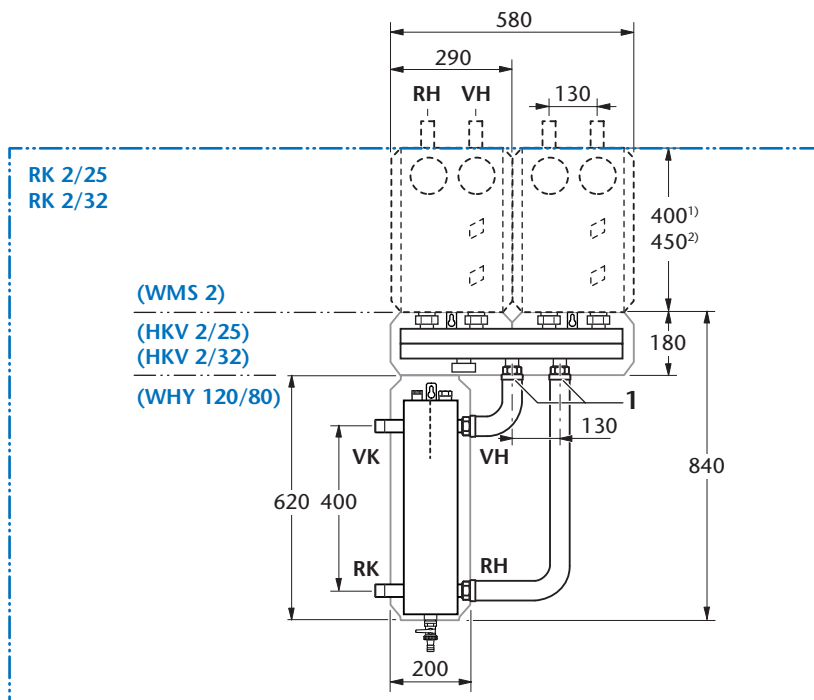 580
290
RH VH
130
RK 2/25
RK 2/32
400¹⁾
450²⁾
(WMS 2)
(HKV 2/25)
(HKV 2/32)
180
(WHY 120/80)
1
130
VK
VH
840
620
400
RK
RH
200